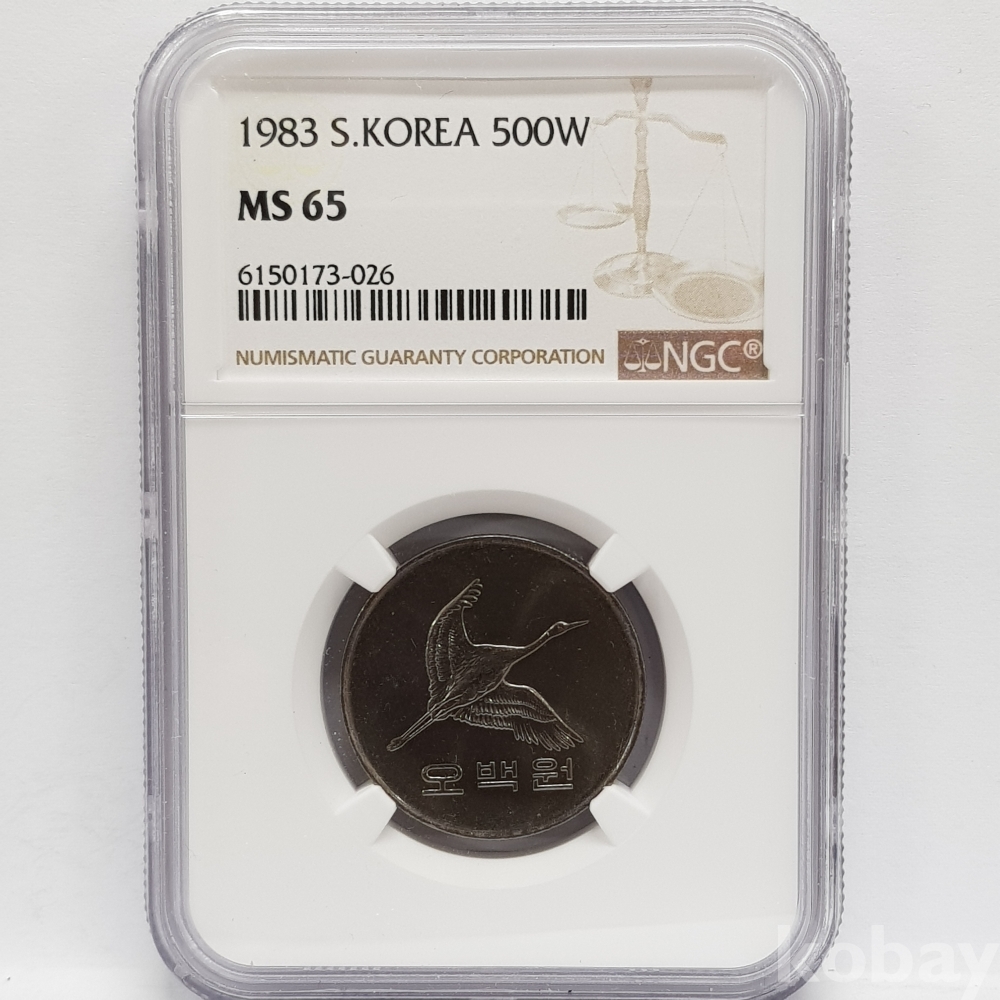 1983 S.KOREA 500W
MS 65
6150173-026
NUMISMATIC GUARANTY CORPORATION
NGC®
오백원
kobay